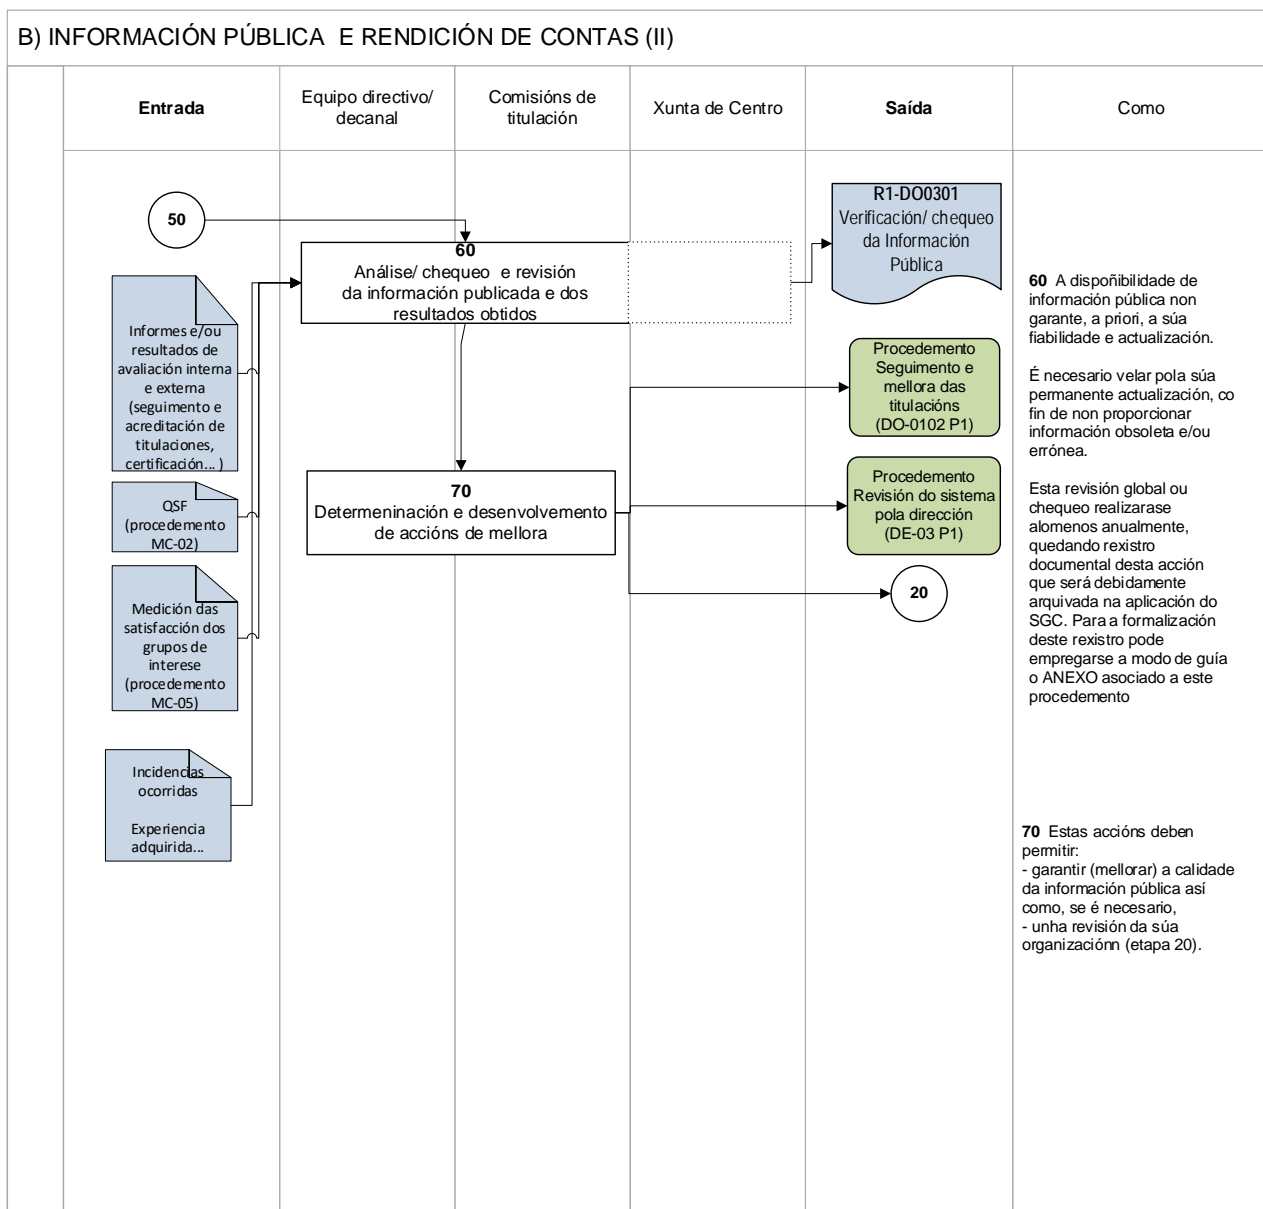 B) INFORMACIÓN PÚBLICA E RENDICIÓN DE CONTAS (II)
Entrada
Equipo directivo/
decanal
Comisións de
titulación
Xunta de Centro
Saída
Como
50
60
Análise/ chequeo e revisión
da información publicada e dos
resultados obtidos
R1-DO0301
Verificación/ chequeo
da Información
Pública
Informes e/ou
resultados de
avaliación interna
e externa
(seguimento e
acreditación de
titulaciones,
certificación... )
QSF
(procedemento
MC-02)
Medición das
satisfacción dos
grupos de
interese
(procedemento
MC-05)
Incidencias
ocorridas
Experiencia
adquirida...
70
Determeninación e desenvolvemento
de accións de mellora
Procedemento
Seguimento e
mellora das
titulacións
(DO-0102 P1)
Procedemento
Revisión do sistema
pola dirección
(DE-03 P1)
20
60 A dispoñibilidade de
información pública non
garante, a priori, a súa
fiabilidade e actualización.
É necesario velar pola súa
permanente actualización, co
fin de non proporcionar
información obsoleta e/ou
errónea.
Esta revisión global ou
chequeo realizarase
alomenos anualmente,
quedando rexistro
documental desta acción
que será debidamente
arquivada na aplicación do
SGC. Para a formalización
deste rexistro pode
empregarse a modo de guía
o ANEXO asociado a este
procedemento
70 Estas accións deben
permitir:
- garantir (mellorar) a calidade
da información pública así
como, se é necesario,
- unha revisión da súa
organizaciónn (etapa 20).